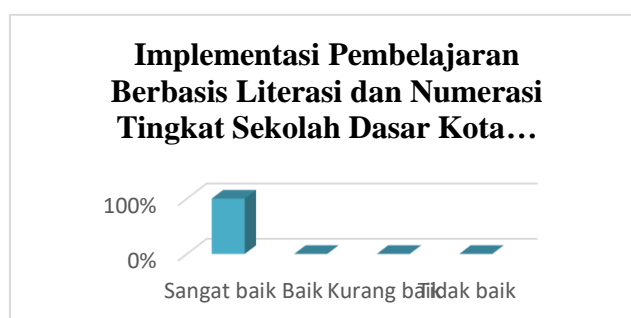 Implementasi Pembelajaran
Berbasis Literasi dan Numerasi
Tingkat Sekolah Dasar Kota…
100%
0%
Sangat baik Baik Kurang baik Tidak baik